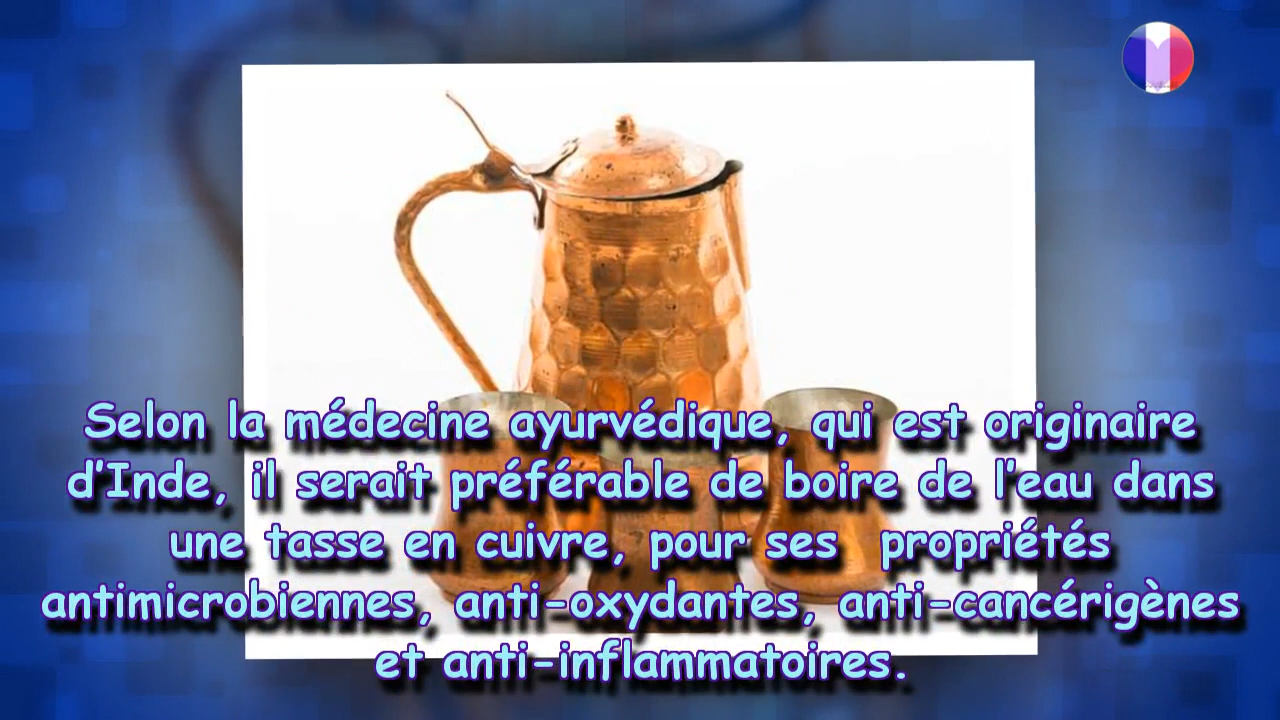 Selon la médecine ayurvédique, qui est originaire
d'Inde, il serait préférable de boire de l'eau dans
une tasse en cuivre, pour ses propriétés
antimicrobiennes, anti-oxydantes, anti-cancérigènes
et anti-inflammatoires.